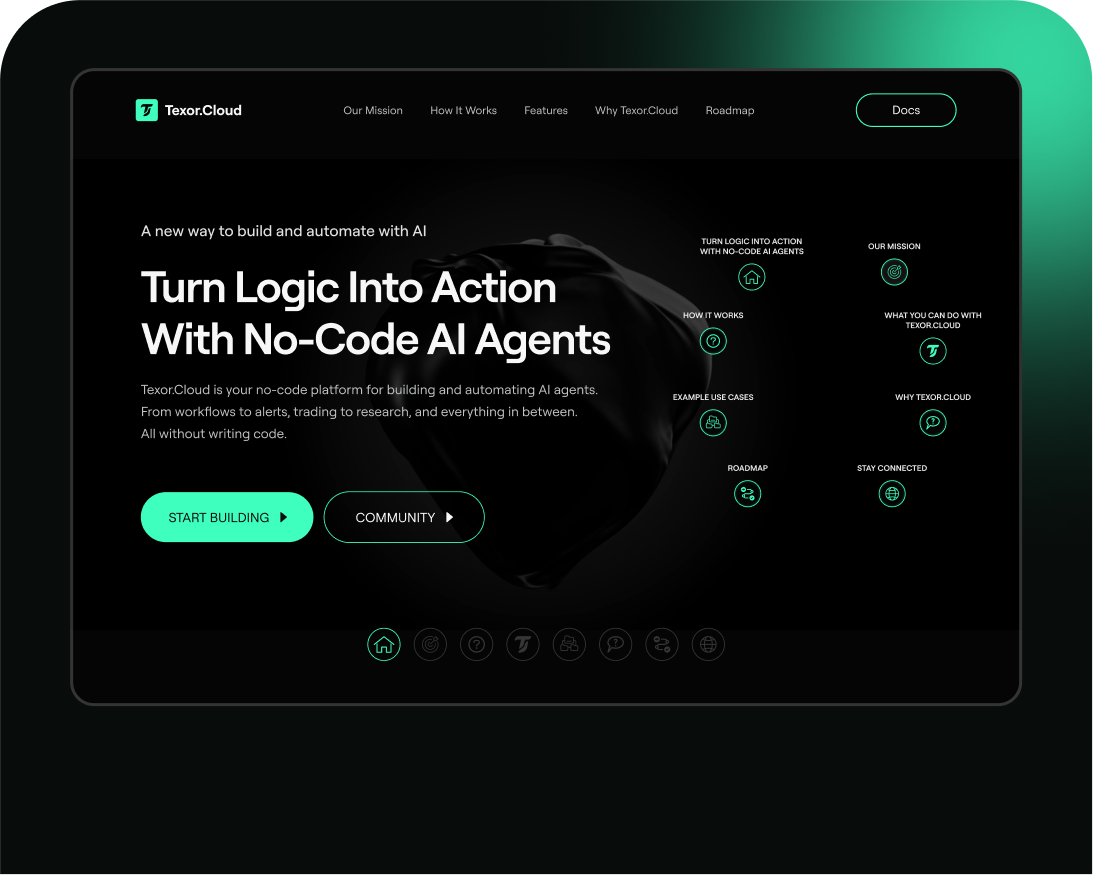 Texor.Cloud
Our Mission
How It Works
Features
Why Texor.Cloud
Roadmap
Docs
A new way to build and automate with AI
Turn Logic Into Action
With No-Code AI Agents
Texor.Cloud is your no-code platform for building and automating AI agents.
From workflows to alerts, trading to research, and everything in between.
All without writing code.
START BUILDING
COMMUNITY
TURN LOGIC INTO ACTION
WITH NO-CODE AI AGENTS
OUR MISSION
HOW IT WORKS
WHAT YOU CAN DO WITH
TEXOR.CLOUD
EXAMPLE USE CASES
WHY TEXOR.CLOUD
ROADMAP
STAY CONNECTED